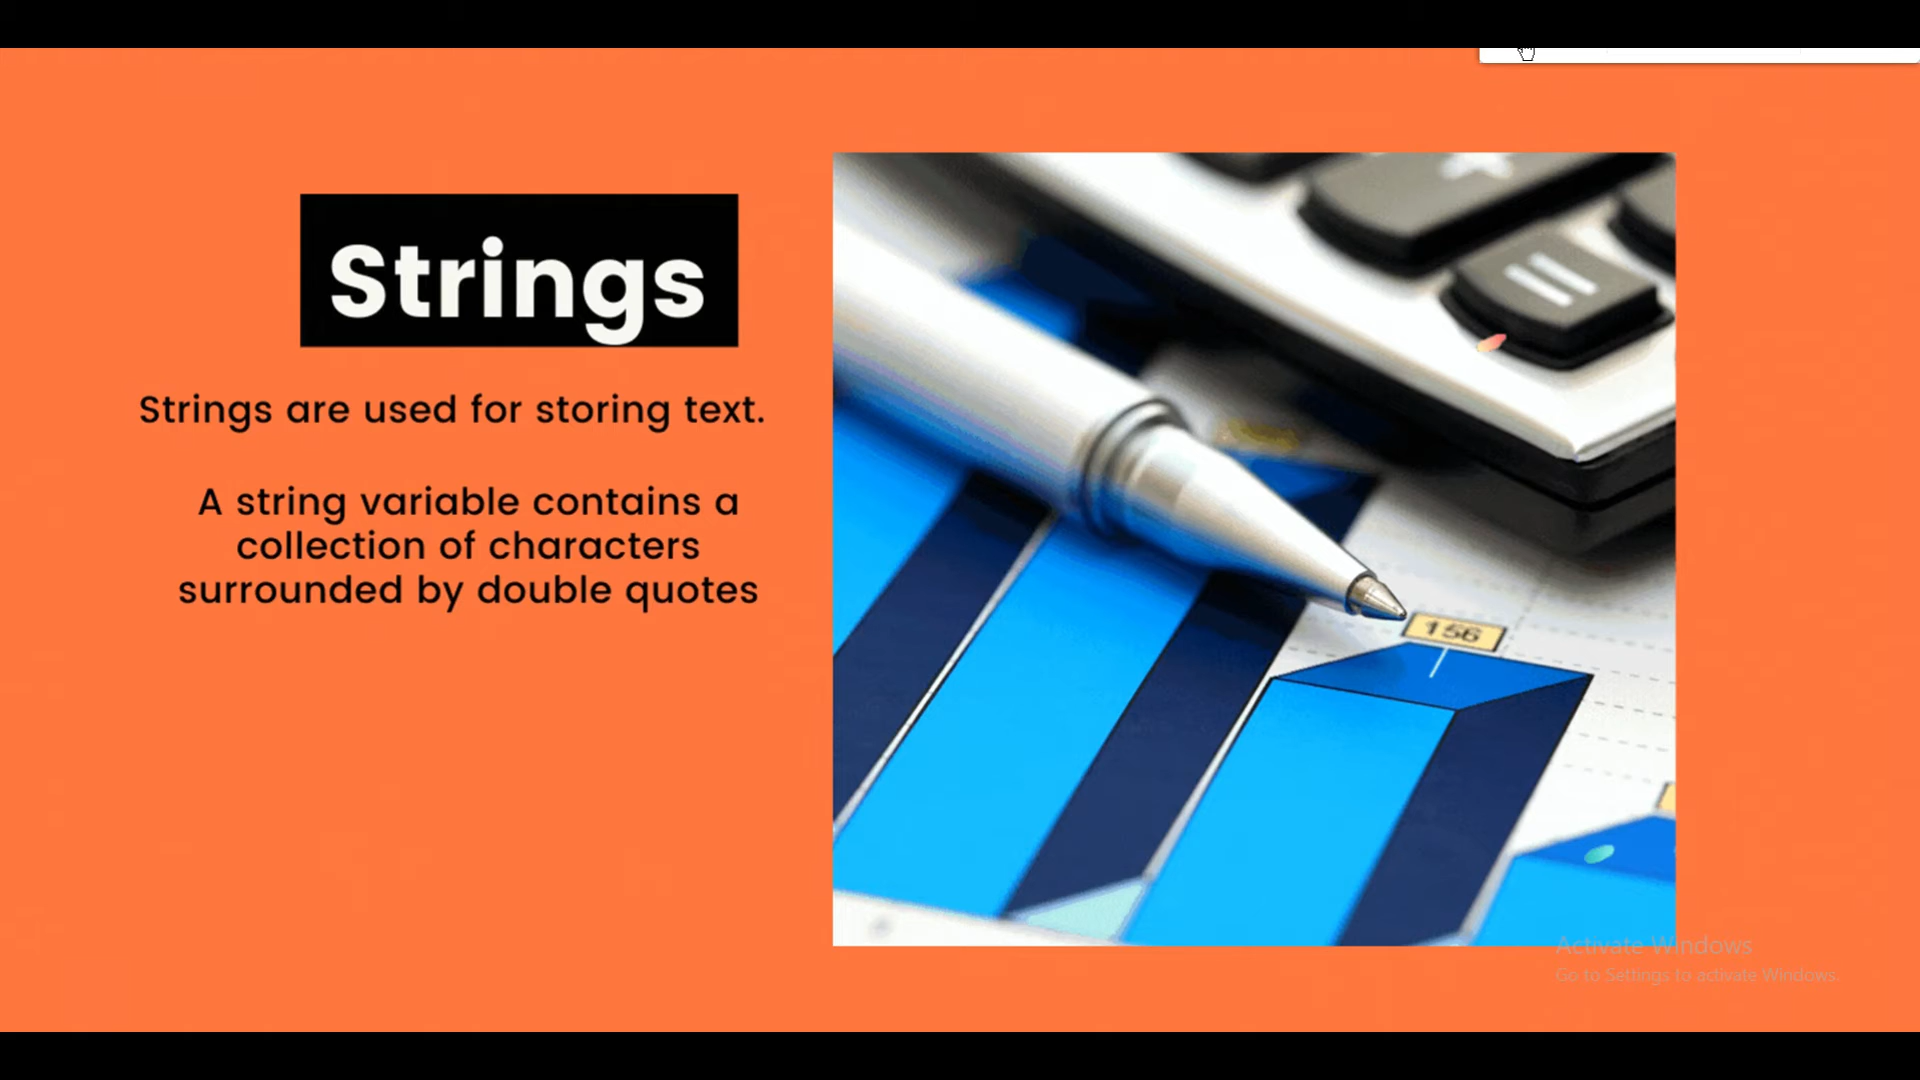 Strings
Strings are used for storing text.
A string variable contains a
collection of characters
surrounded by double quotes
156
Activate Windows
Go to Settings to activate Windows.